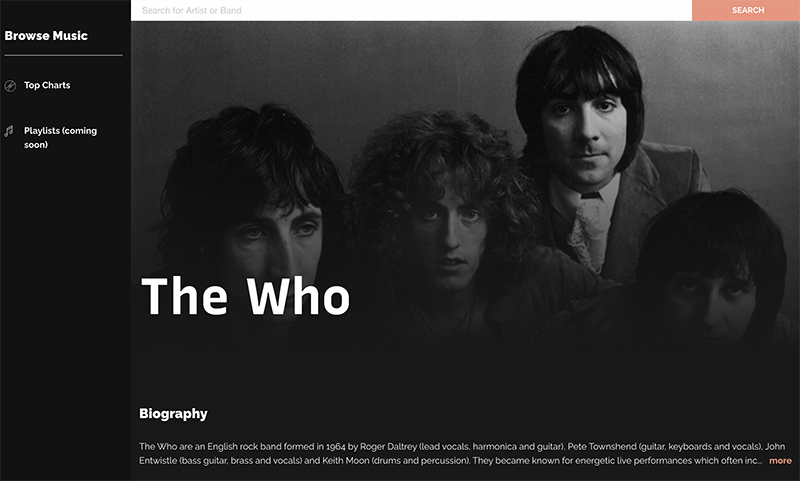 Search for Artist or Band
SEARCH
Browse Music
Top Charts
Playlists (coming
soon)
The Who
Biography
The Who are an English rock band formed in 1964 by Roger Daltrey (lead vocals, harmonica and guitar), Pete Townshend (guitar, keyboards and vocals), John
Entwistle (bass guitar, brass and vocals) and Keith Moon (drums and percussion). They became known for energetic live performances which often inc... more